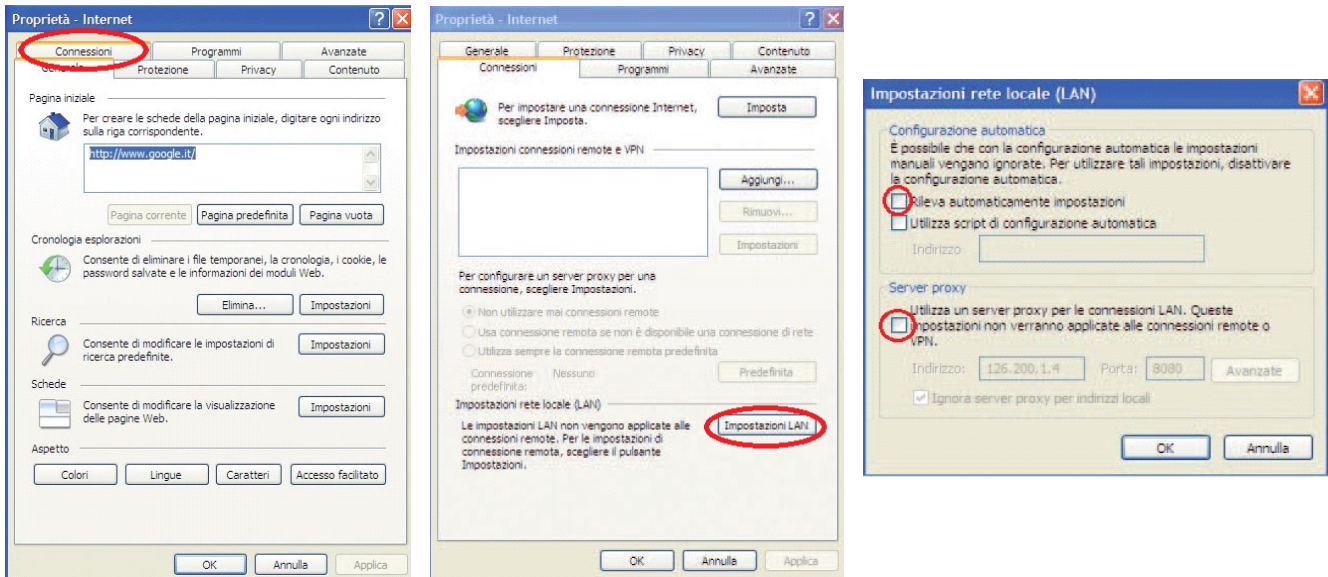 Proprietà - Internet
Connessioni Programmi Avanzate
Generale Protezione Privacy Contenuto
Pagina iniziale
Per creare le schede della pagina iniziale, digitare ogni indirizzo
sulla riga corrispondente.
http://www.google.it/
Pagina corrente Pagina predefinita Pagina vuota
Cronologia esplorazioni
Consente di eliminare i file temporanei, la cronologia, i cookie, le
password salvate e le informazioni dei moduli Web.
Elimina... Impostazioni
Ricerca
Consente di modificare le impostazioni di
ricerca predefinite.
Impostazioni
Schede
Consente di modificare la visualizzazione
delle pagine Web.
Impostazioni
Aspetto
Colori Lingue Caratteri Accesso facilitato
OK Annulla Applica
Proprietà - Internet
Generale Protezione Privacy Contenuto
Connessioni Programmi Avanzate
Per impostare una connessione Internet,
scegliere Imposta.
Imposta
Impostazioni connessioni remote e VPN
Aggiungi...
Rimuovi...
Impostazioni
Per configurare un server proxy per una
connessione, scegliere Impostazioni.
Non utilizzare mai connessioni remote
Usa connessione remota se non è disponibile una connessione di rete
Utilizza sempre la connessione remota predefinita
Connessione Nessuno
predefinita:
Predefinita
Impostazioni rete locale (LAN)
Le impostazioni LAN non vengono applicate alle
connessioni remote. Per le impostazioni di
connessione remota, scegliere il pulsante
Impostazioni.
Impostazioni LAN
OK Annulla Applica
Impostazioni rete locale (LAN)
Configurazione automatica
È possibile che con la configurazione automatica le impostazioni
manuali vengano ignorate. Per utilizzare tali impostazioni, disattivare
la configurazione automatica.
Rileva automaticamente impostazioni
Utilizza script di configurazione automatica
Indirizzo
Server proxy
Utilizza un server proxy per le connessioni LAN. Queste
impostazioni non verranno applicate alle connessioni remote o
VPN.
Indirizzo: 126.200.1.4 Porta: 8080 Avanzate
Ignora server proxy per indirizzi locali
OK Annulla